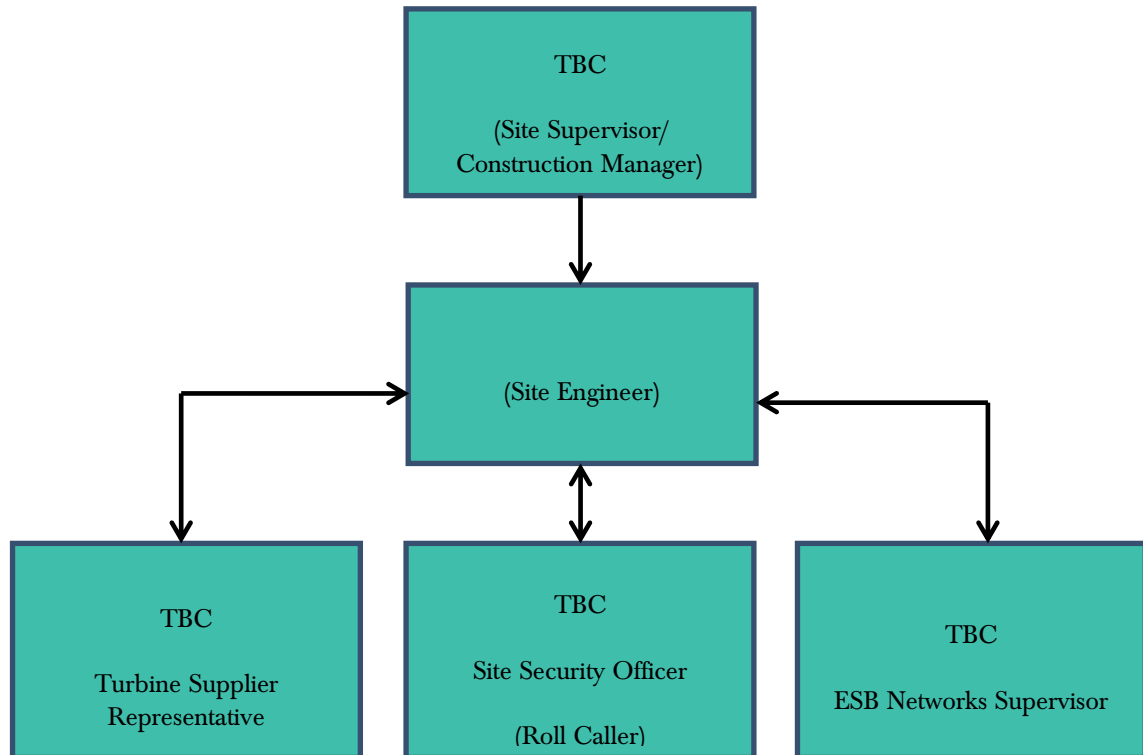 TBC
(Site Supervisor/
Construction Manager)
(Site Engineer)
TBC
Turbine Supplier
Representative
TBC
Site Security Officer
(Roll Caller)
TBC
ESB Networks Supervisor